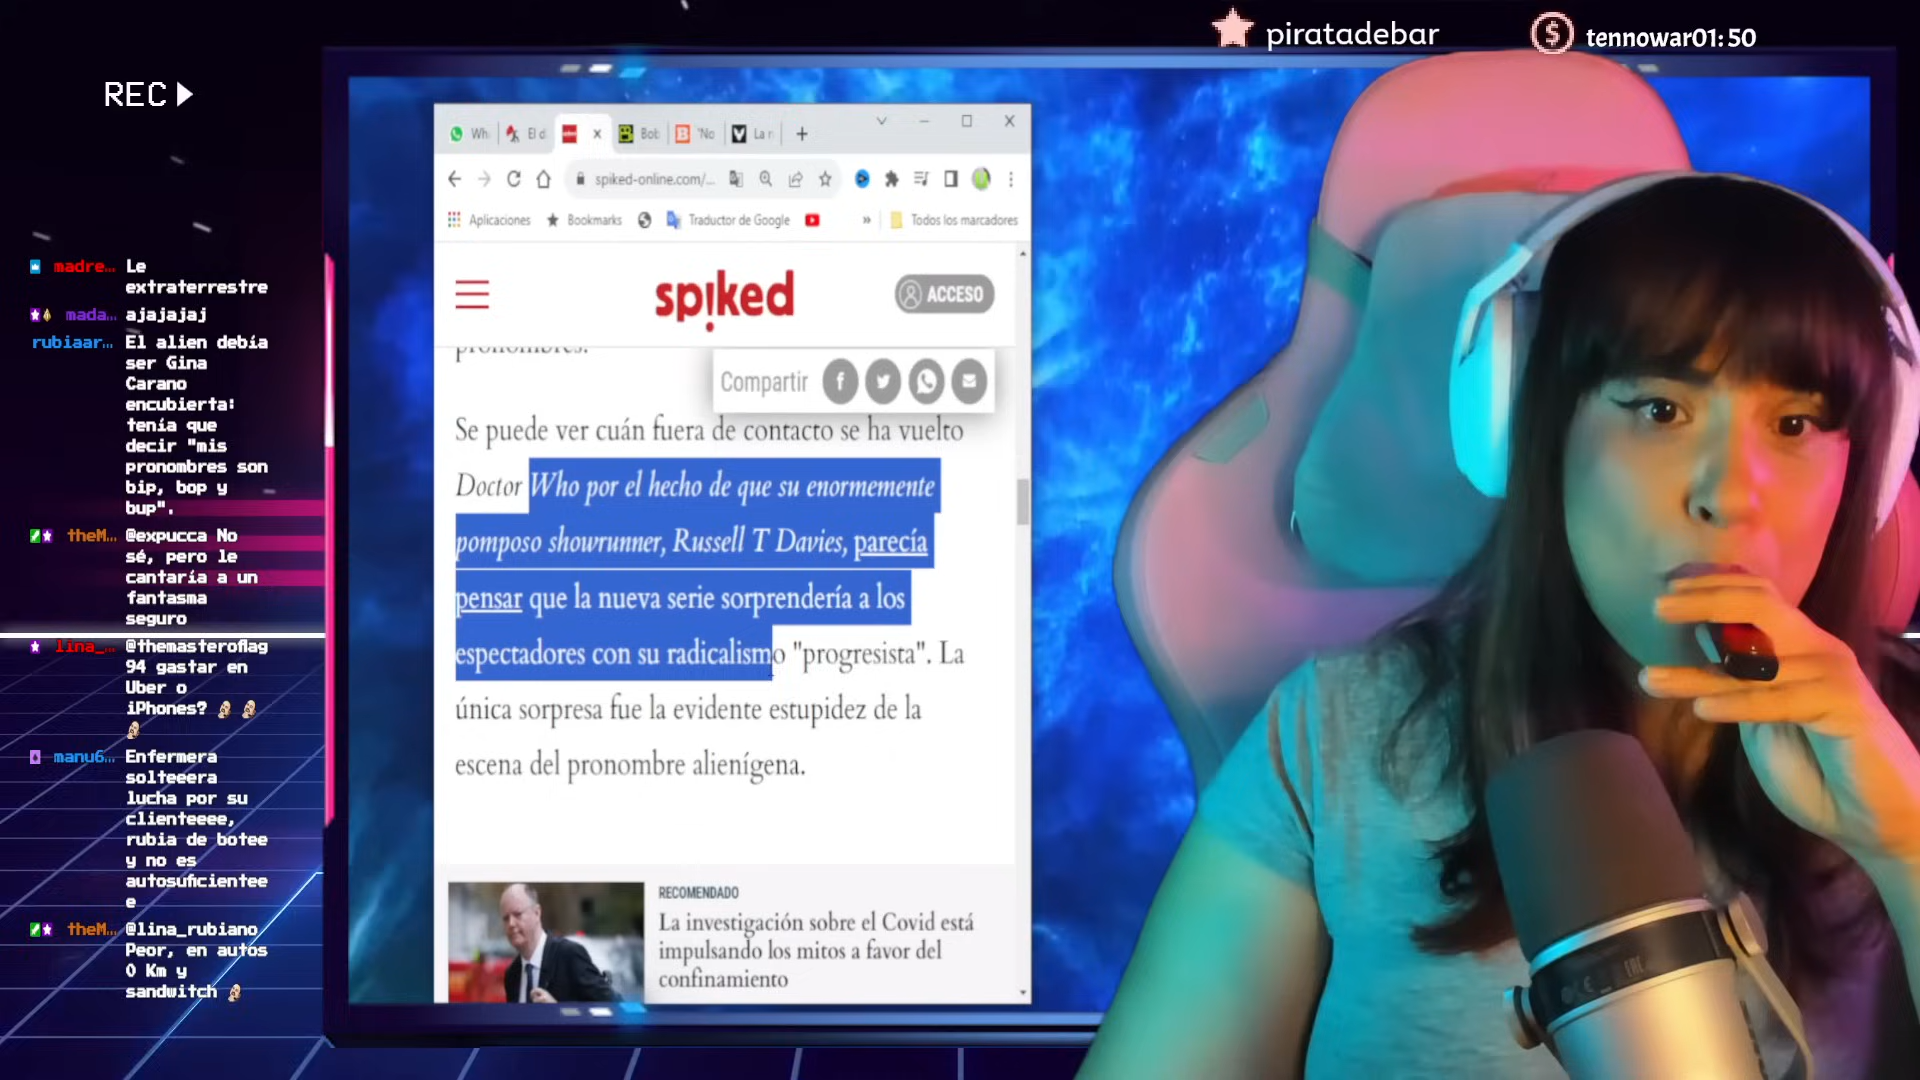 piratadebar
tennowar01: 50
REC
Wh
El d
Bob
"No
La r
spiked-online.com/...
Aplicaciones
Bookmarks
Traductor de Google
»
Todos los marcadores
spiked
ACCESO
pronombres.
Compartir
Se puede ver cuán fuera de contacto se ha vuelto
Doctor Who por el hecho de que su enormemente
pomposo showrunner, Russell T Davies, parecía
pensar que la nueva serie sorprendería a los
espectadores con su radicalismo "progresista". La
única sorpresa fue la evidente estupidez de la
escena del pronombre alienígena.
RECOMENDADO
La investigación sobre el Covid está
impulsando los mitos a favor del
confinamiento
madre... Le
extraterrestre
mada... ajajajaj
rubiaar... El alien debía
ser Gina
Carano
encubierta:
tenía que
decir "mis
pronombres son
bip, bop y
bup".
theM... @expucca No
sé, pero le
cantaría a un
fantasma
seguro
lina_... @themasteroflag
94 gastar en
Uber o
iPhones?
manu6... Enfermera
solteeera
lucha por su
clienteeee,
rubia de botee
y no es
autosuficientee
e
theM... @lina_rubiano
Peor, en autos
0 Km y
sandwitch